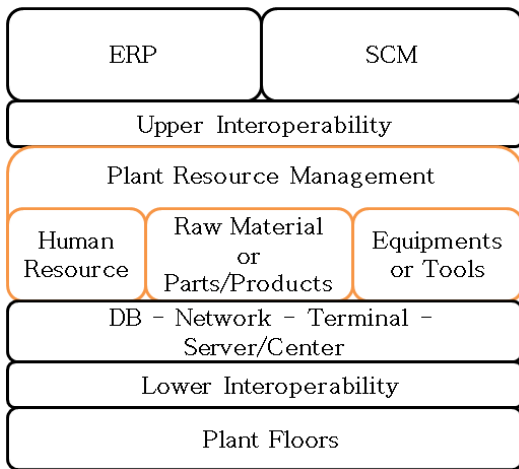 ERP
SCM
Upper Interoperability
Plant Resource Management
Human
Resource
Raw Material
or
Parts/Products
Equipments
or Tools
DB - Network - Terminal -
Server/Center
Lower Interoperability
Plant Floors